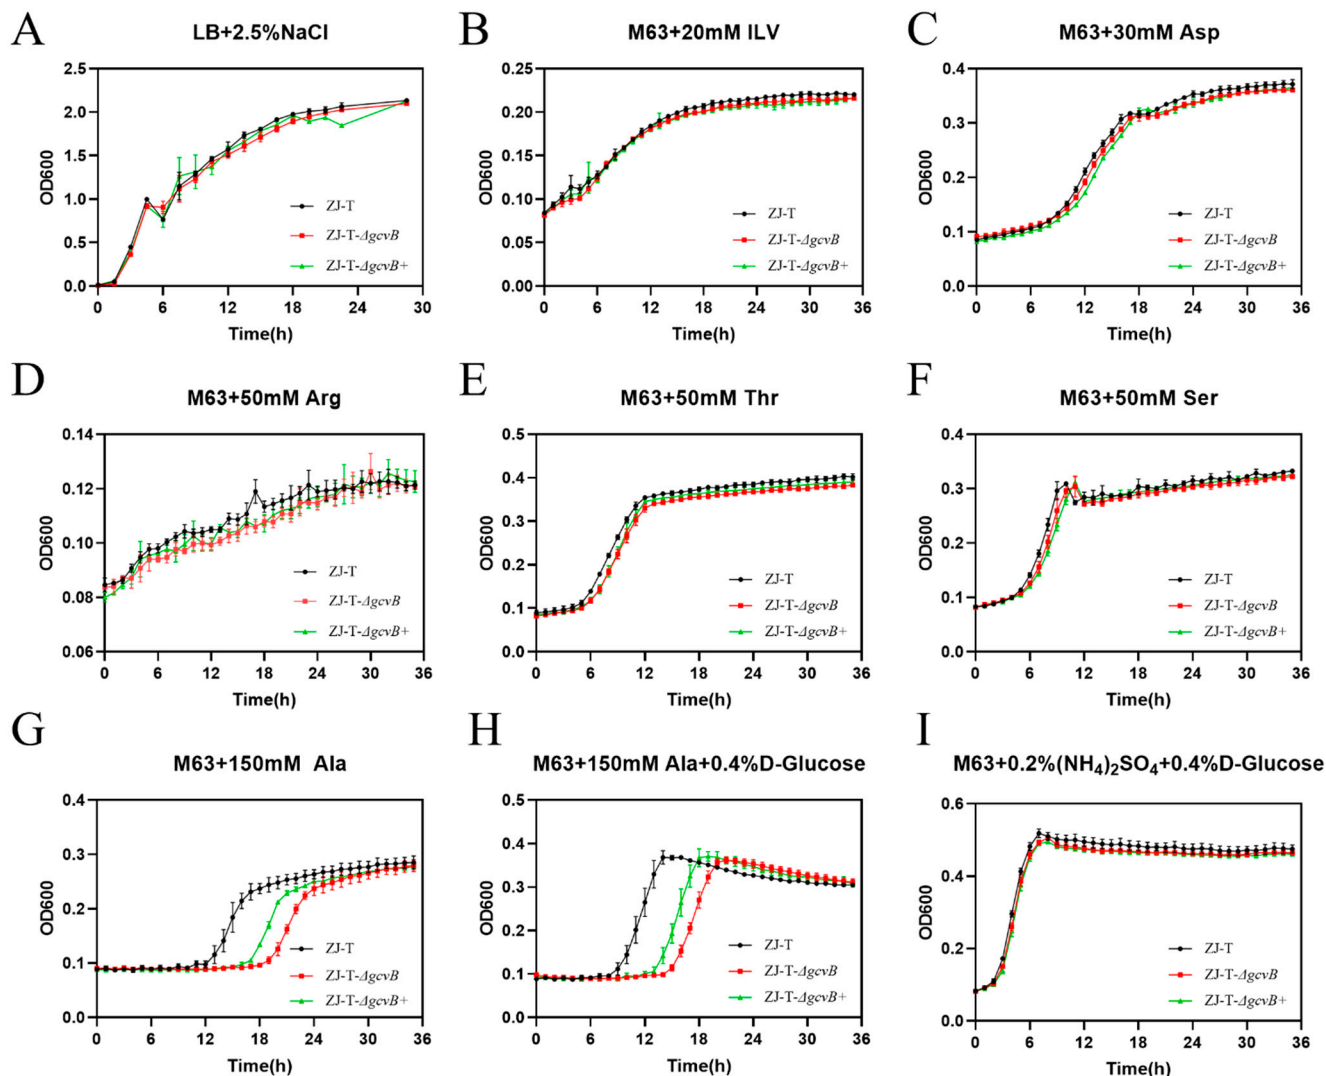 A
LB+2.5%NaCl
OD600
2.5
2.0
1.5
1.0
0.5
0.0
0 6 12 18 24 30
Time(h)
ZJ-T
ZJ-T-ΔgcvB
ZJ-T-ΔgcvB+
B
M63+20mM ILV
OD600
0.25
0.20
0.15
0.10
0.05
0.00
0 6 12 18 24 30 36
Time(h)
ZJ-T
ZJ-T-ΔgcvB
ZJ-T-ΔgcvB+
C
M63+30mM Asp
OD600
0.4
0.3
0.2
0.1
0.0
0 6 12 18 24 30 36
Time(h)
ZJ-T
ZJ-T-ΔgcvB
ZJ-T-ΔgcvB+
D
M63+50mM Arg
OD600
0.14
0.12
0.10
0.08
0.06
0 6 12 18 24 30 36
Time(h)
ZJ-T
ZJ-T-ΔgcvB
ZJ-T-ΔgcvB+
E
M63+50mM Thr
OD600
0.5
0.4
0.3
0.2
0.1
0.0
0 6 12 18 24 30 36
Time(h)
ZJ-T
ZJ-T-ΔgcvB
ZJ-T-ΔgcvB+
F
M63+50mM Ser
OD600
0.4
0.3
0.2
0.1
0.0
0 6 12 18 24 30 36
Time(h)
ZJ-T
ZJ-T-ΔgcvB
ZJ-T-ΔgcvB+
G
M63+150mM Ala
OD600
0.4
0.3
0.2
0.1
0.0
0 6 12 18 24 30 36
Time(h)
ZJ-T
ZJ-T-ΔgcvB
ZJ-T-ΔgcvB+
H
M63+150mM Ala+0.4%D-Glucose
OD600
0.5
0.4
0.3
0.2
0.1
0.0
0 6 12 18 24 30 36
Time(h)
ZJ-T
ZJ-T-ΔgcvB
ZJ-T-ΔgcvB+
I
M63+0.2%(NH₄)₂SO₄+0.4%D-Glucose
OD600
0.6
0.4
0.2
0.0
0 6 12 18 24 30 36
Time(h)
ZJ-T
ZJ-T-ΔgcvB
ZJ-T-ΔgcvB+